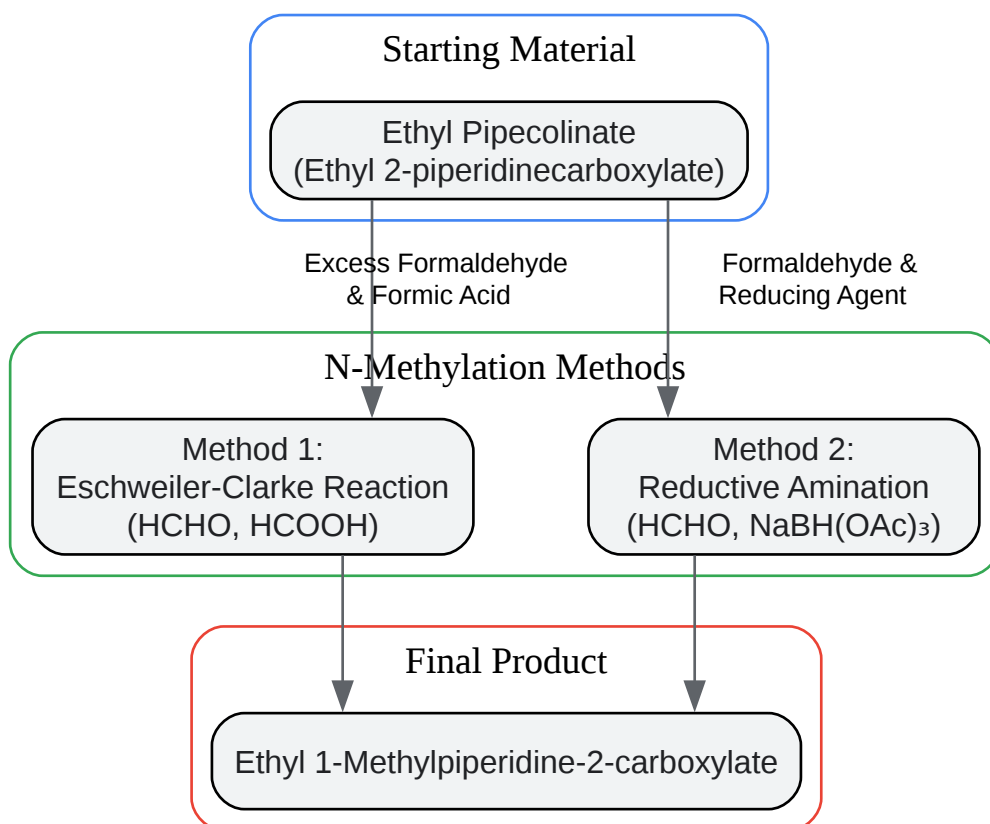 Starting Material
Ethyl Pipecolinate
(Ethyl 2-piperidinecarboxylate)
Excess Formaldehyde
& Formic Acid
Formaldehyde &
Reducing Agent
N-Methylation Methods
Method 1:
Eschweiler-Clarke Reaction
(HCHO, HCOOH)
Method 2:
Reductive Amination
(HCHO, NaBH(OAc)₃)
Final Product
Ethyl 1-Methylpiperidine-2-carboxylate